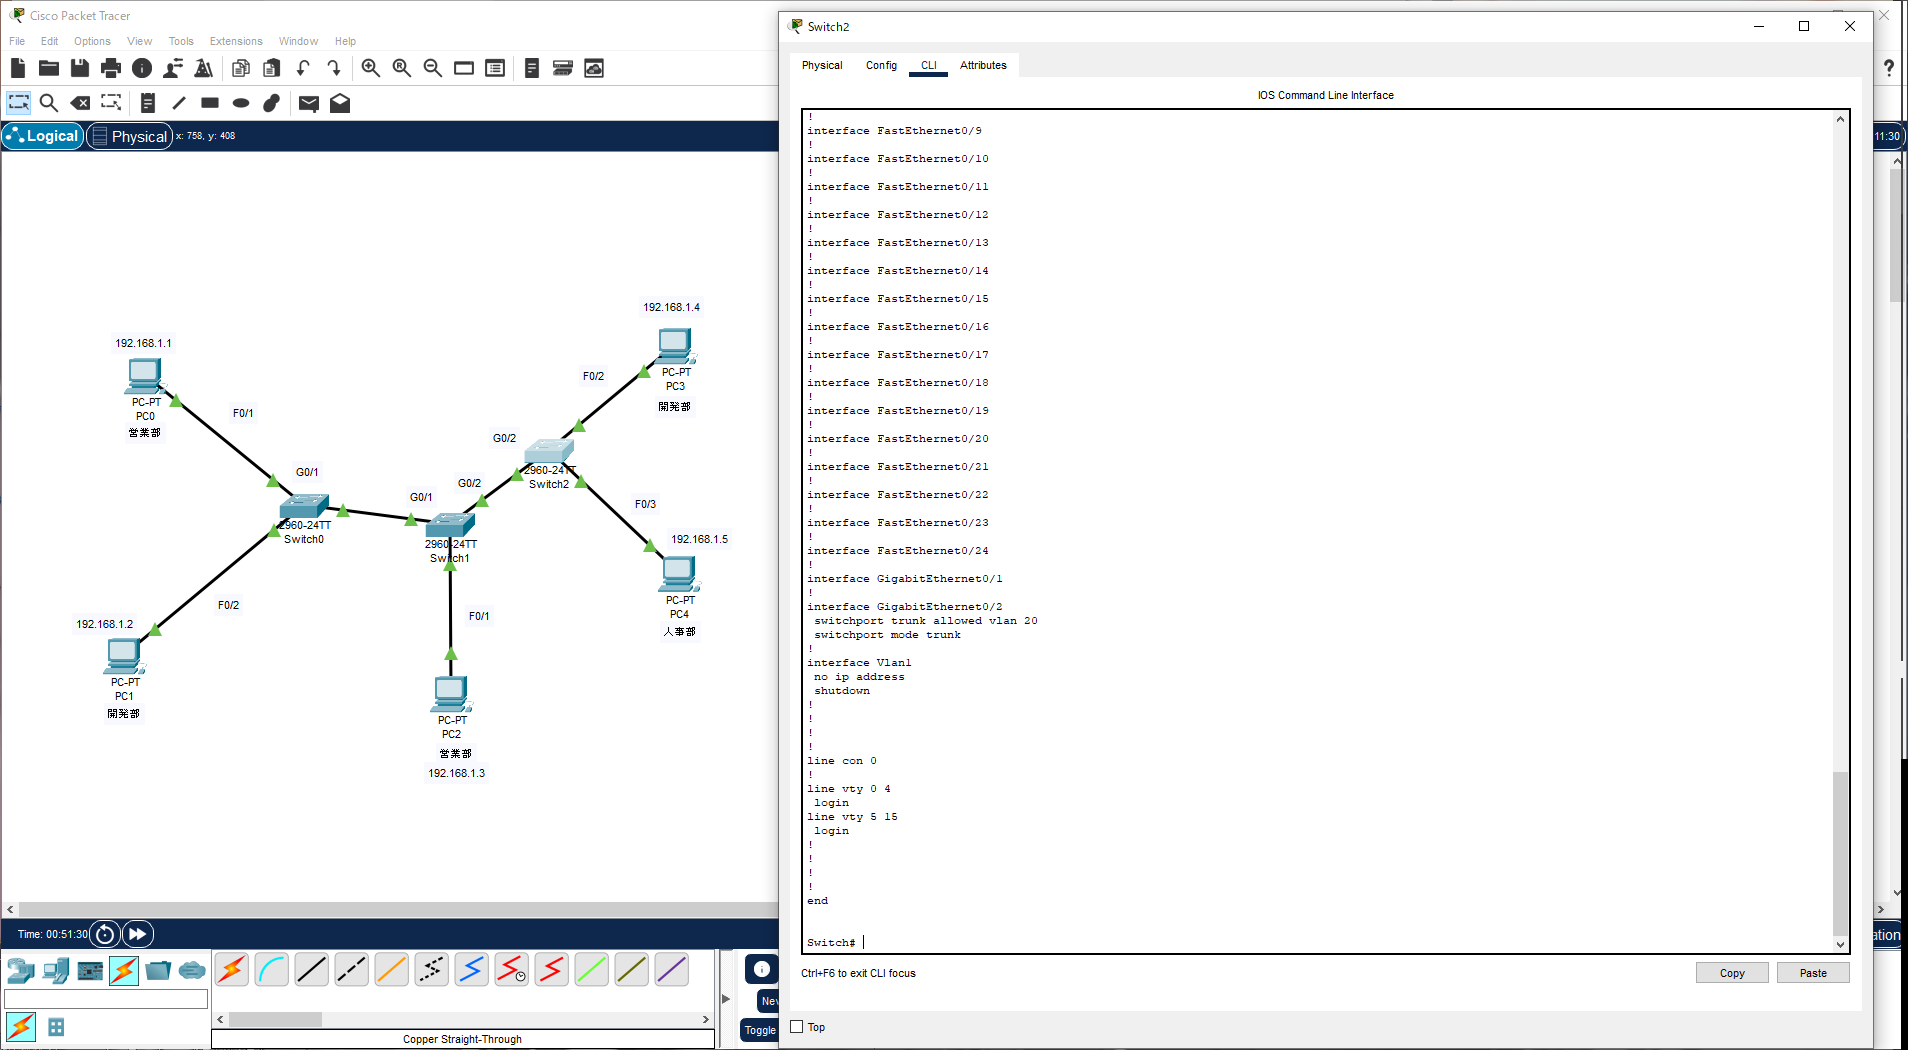 Cisco Packet Tracer
File Edit Options View Tools Extensions Window Help
Logical
Physical
x: 758, y: 408
192.168.1.4
F0/2
PC-PT
PC3
開発部
192.168.1.1
PC-PT
PC0
営業部
F0/1
G0/1
G0/2
2960-24TT
Switch2
G0/2
G0/1
2960-24TT
Switch0
2960-24TT
Switch1
F0/3
192.168.1.5
PC-PT
PC4
人事部
F0/2
192.168.1.2
PC-PT
PC1
開発部
F0/1
PC-PT
PC2
営業部
192.168.1.3
Time: 00:51:30
Copper Straight-Through
New
Toggle
Switch2
Physical Config CLI Attributes
IOS Command Line Interface
!
interface FastEthernet0/9
!
interface FastEthernet0/10
!
interface FastEthernet0/11
!
interface FastEthernet0/12
!
interface FastEthernet0/13
!
interface FastEthernet0/14
!
interface FastEthernet0/15
!
interface FastEthernet0/16
!
interface FastEthernet0/17
!
interface FastEthernet0/18
!
interface FastEthernet0/19
!
interface FastEthernet0/20
!
interface FastEthernet0/21
!
interface FastEthernet0/22
!
interface FastEthernet0/23
!
interface FastEthernet0/24
!
interface GigabitEthernet0/1
!
interface GigabitEthernet0/2
switchport trunk allowed vlan 20
switchport mode trunk
!
interface Vlan1
no ip address
shutdown
!
!
!
!
line con 0
!
line vty 0 4
login
line vty 5 15
login
!
!
!
!
end
Switch#
Ctrl+F6 to exit CLI focus
Copy
Paste
Top
11:30
ation